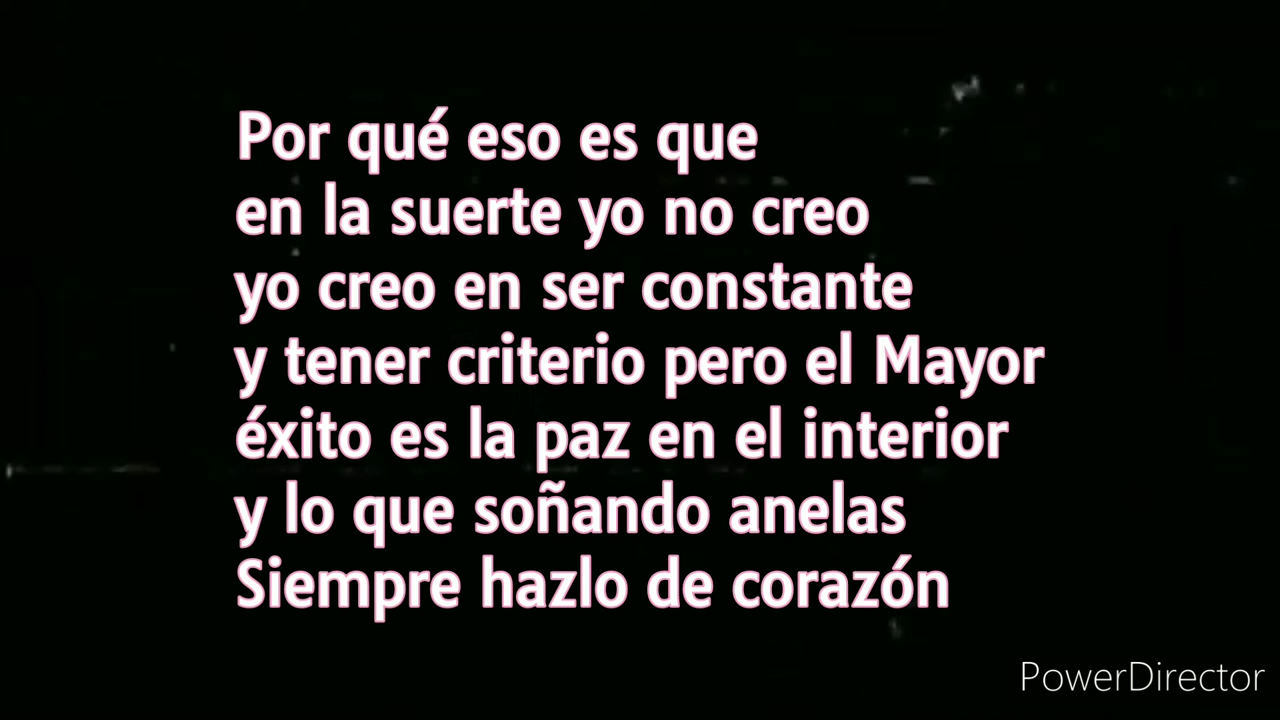 Por qué eso es que
en la suerte yo no creo
yo creo en ser constante
y tener criterio pero el Mayor
éxito es la paz en el interior
y lo que soñando anelas
Siempre hazlo de corazón
PowerDirector